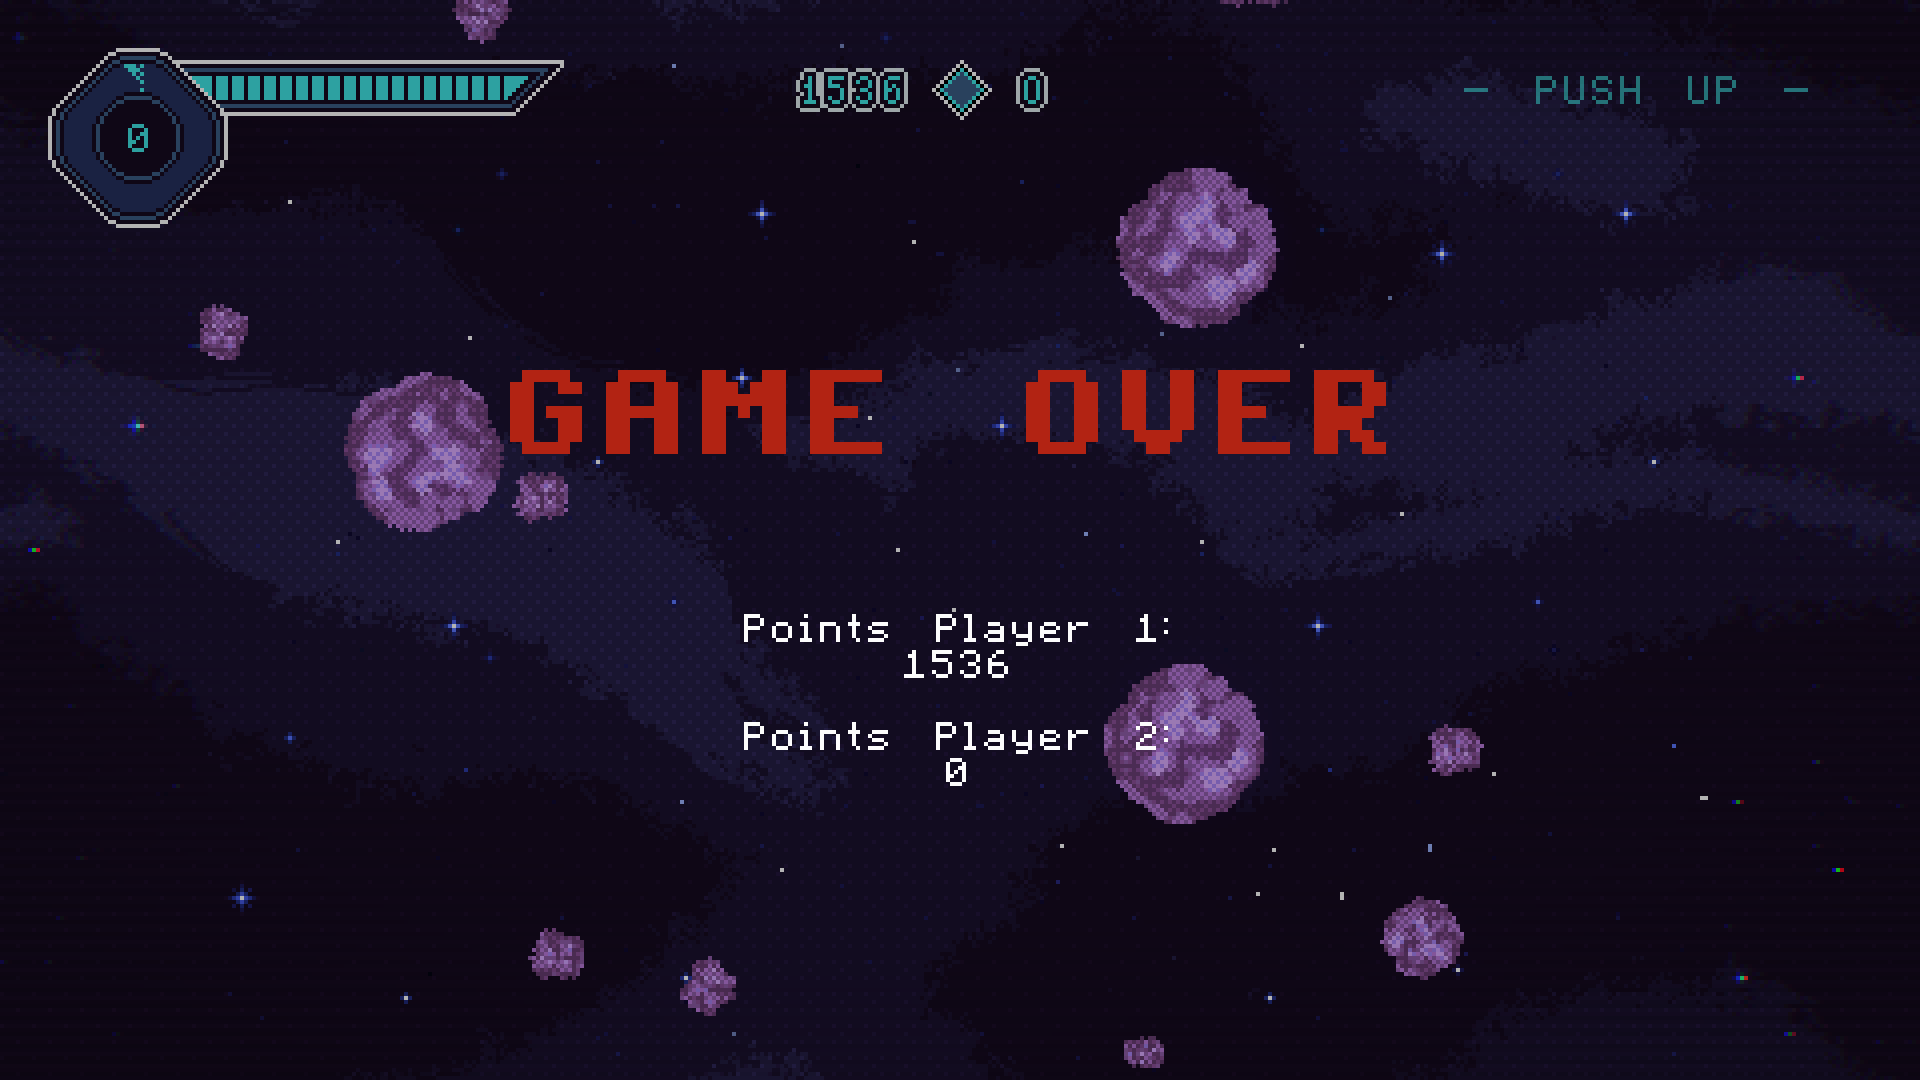 0
1536 0
- PUSH UP -
GAME OVER
Points Player 1:
1536
Points Player 2:
0